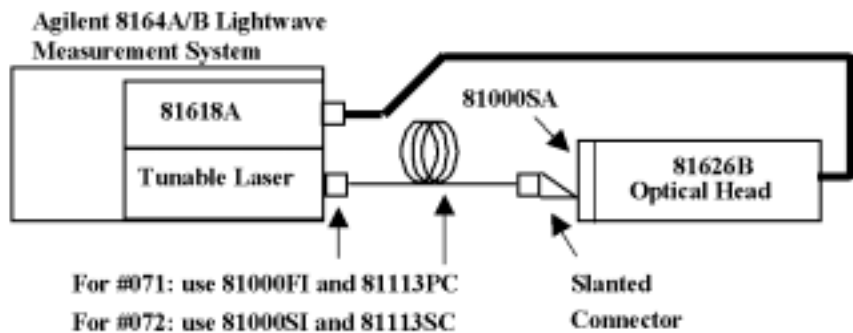 Agilent 8164A/B Lightwave
Measurement System
81618A
81000SA
Tunable Laser
81626B
Optical Head
For #071: use 81000FI and 81113PC
For #072: use 81000SI and 81113SC
Slanted
Connector